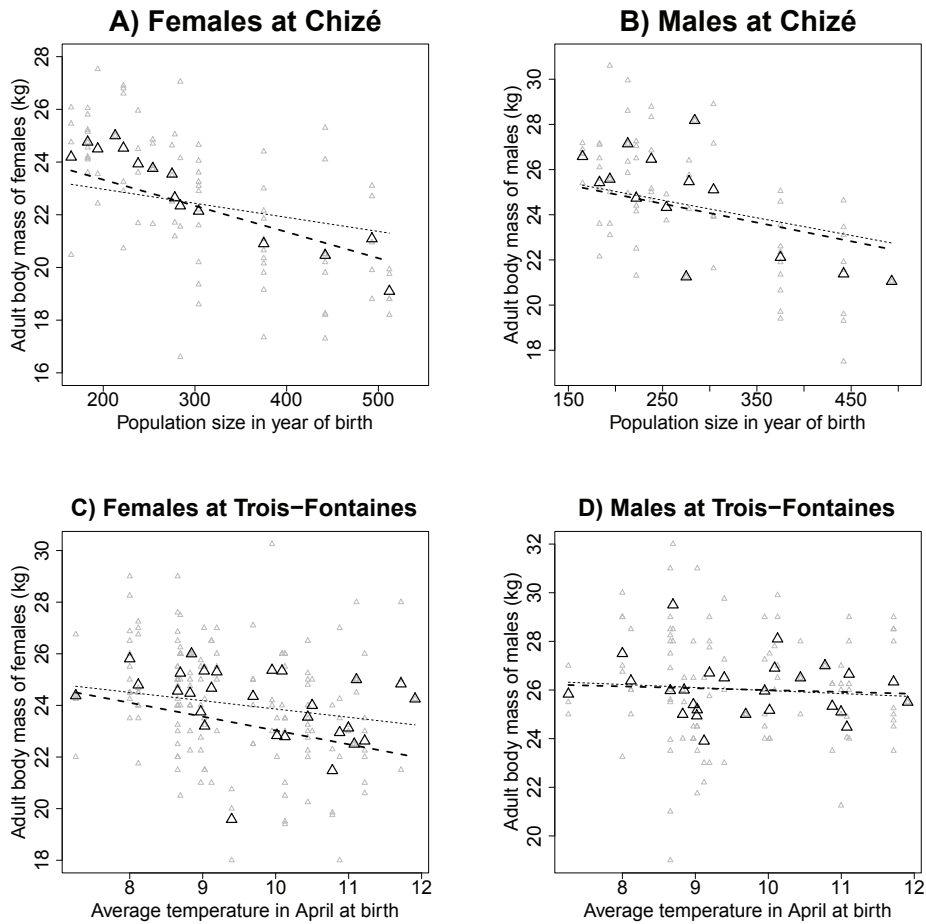 A) Females at Chizé
Adult body mass of females (kg)
28
26
24
22
20
18
16
200 300 400 500
Population size in year of birth
B) Males at Chizé
Adult body mass of males (kg)
30
28
26
24
22
20
18
150 250 350 450
Population size in year of birth
C) Females at Trois−Fontaines
Adult body mass of females (kg)
30
28
26
24
22
20
18
8 9 10 11 12
Average temperature in April at birth
D) Males at Trois−Fontaines
Adult body mass of males (kg)
32
30
28
26
24
22
20
8 9 10 11 12
Average temperature in April at birth